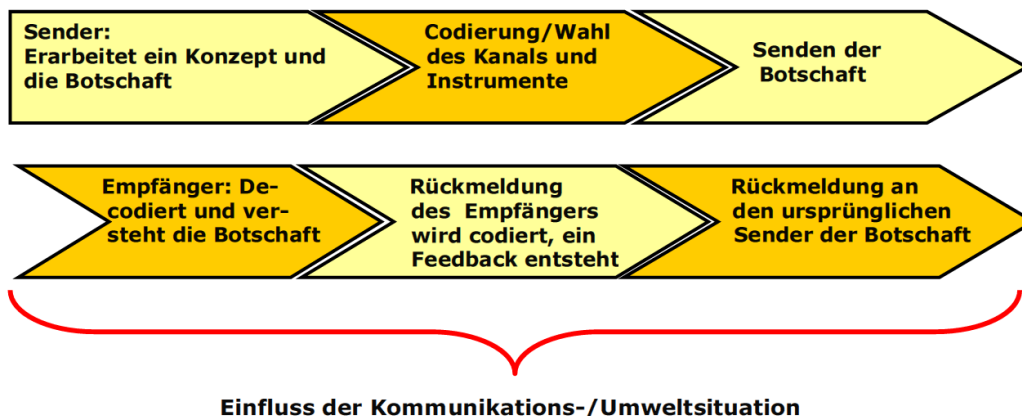 Sender:
Erarbeitet ein Konzept und
die Botschaft
Codierung/Wahl
des Kanals und
Instrumente
Senden der
Botschaft
Empfänger: De-
codiert und ver-
steht die Botschaft
Rückmeldung
des Empfängers
wird codiert, ein
Feedback entsteht
Rückmeldung an
den ursprünglichen
Sender der Botschaft
Einfluss der Kommunikations-/Umweltsituation